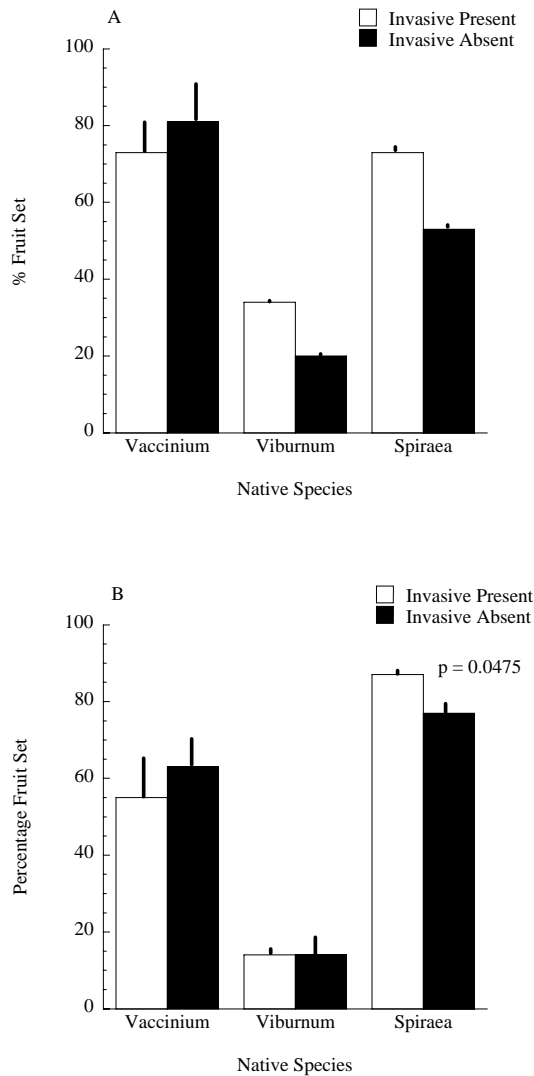 A
Invasive Present
Invasive Absent
100
80
60
40
20
0
% Fruit Set
Vaccinium Viburnum Spiraea
Native Species
B
Invasive Present
Invasive Absent
100
p = 0.0475
80
60
40
20
0
Percentage Fruit Set
Vaccinium Viburnum Spiraea
Native Species